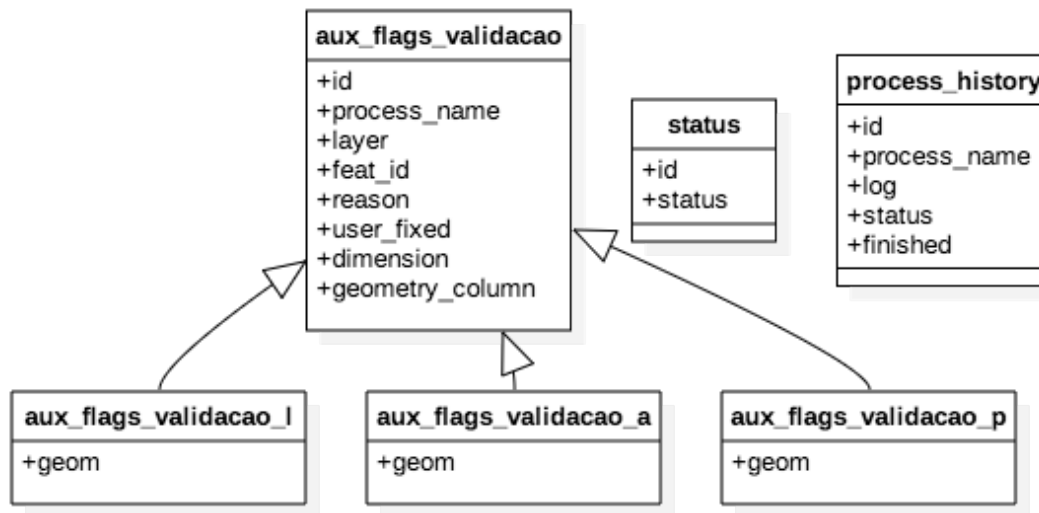 aux_flags_validacao
+id
+process_name
+layer
+feat_id
+reason
+user_fixed
+dimension
+geometry_column
status
+id
+status
process_history
+id
+process_name
+log
+status
+finished
aux_flags_validacao_l
+geom
aux_flags_validacao_a
+geom
aux_flags_validacao_p
+geom